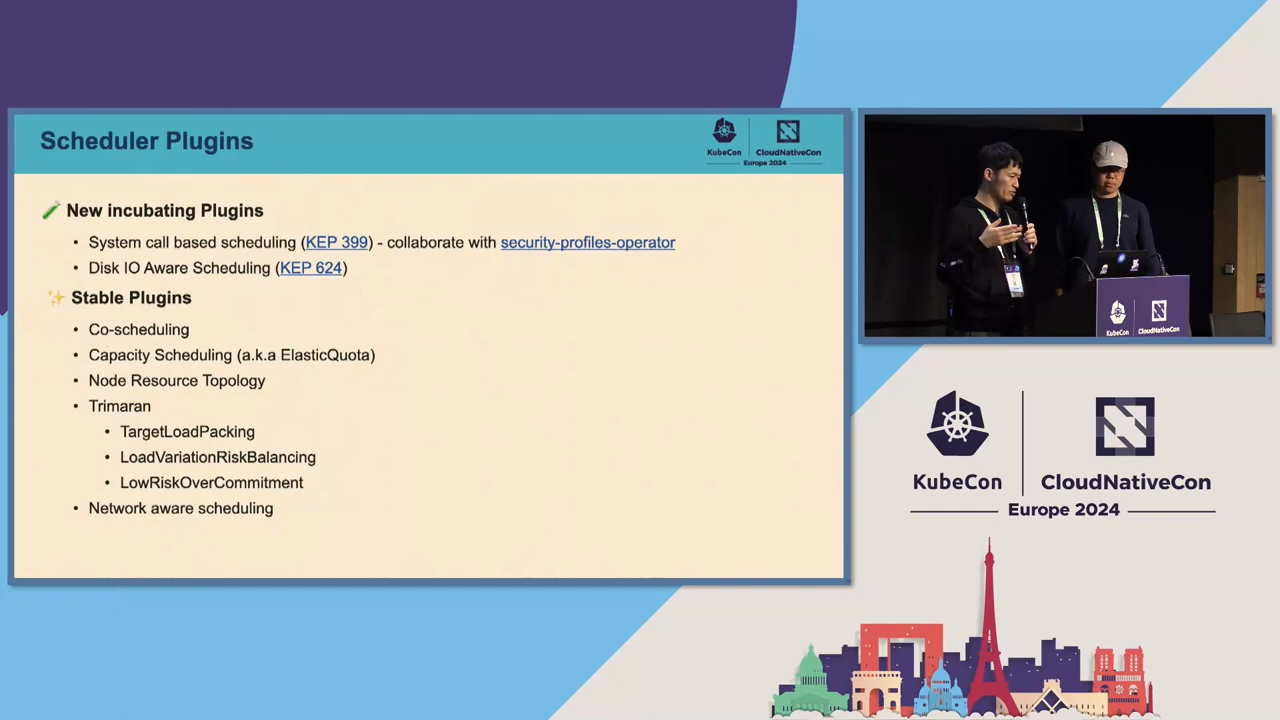 Scheduler Plugins
KubeCon
CloudNativeCon
Europe 2024
New incubating Plugins
• System call based scheduling (KEP 399) - collaborate with security-profiles-operator
• Disk IO Aware Scheduling (KEP 624)
Stable Plugins
• Co-scheduling
• Capacity Scheduling (a.k.a ElasticQuota)
• Node Resource Topology
• Trimaran
• TargetLoadPacking
• LoadVariationRiskBalancing
• LowRiskOverCommitment
• Network aware scheduling
KubeCon
CloudNativeCon
KubeCon
CloudNativeCon
Europe 2024